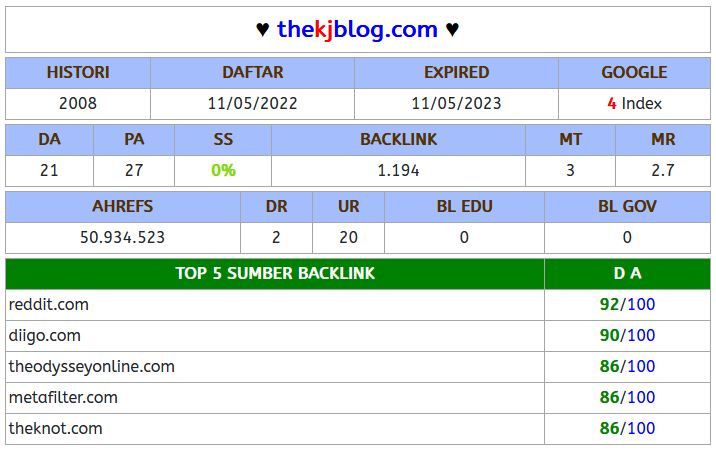 ♥ thekjblog.com ♥
HISTORI DAFTAR ExPIRED GOOGLE
2008 11/05/2022 11/05/2023 4 Index
DA PA SS BACKLINK MT MR
21 27 0% 1.194 3 2.7
AHREFS DR UR BL EDU BL GOV
50.934.523 2 20 0 0
TOP 5 SUMBER BACKLINK D A
reddit.com 92/100
diigo.com 90/100
theodysseyonline.com 86/100
metafilter.com 86/100
theknot.com 86/100